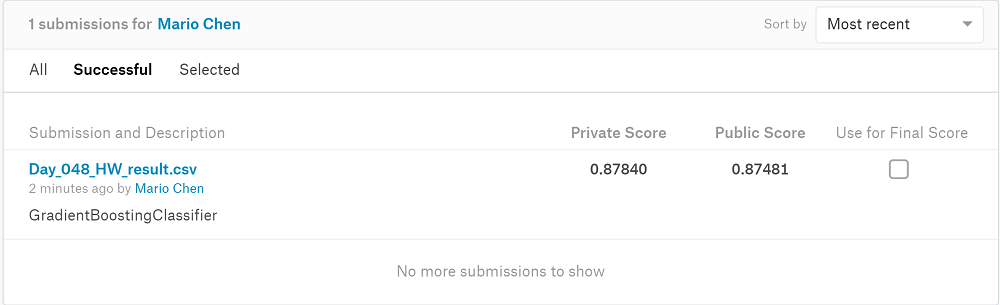 1 submissions for Mario Chen
Sort by Most recent
All Successful Selected
Submission and Description Private Score Public Score Use for Final Score
Day_048_HW_result.csv 0.87840 0.87481
2 minutes ago by Mario Chen
GradientBoostingClassifier
No more submissions to show